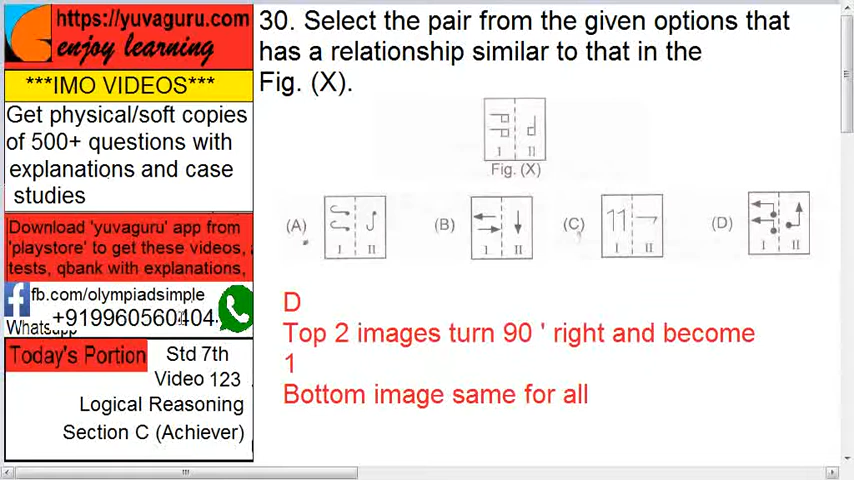 https://yuvaguru.com
enjoy learning
***IMO VIDEOS***
Get physical/soft copies
of 500+ questions with
explanations and case
studies
Download 'yuvaguru' app from
'playstore' to get these videos,
tests, qbank with explanations,
fb.com/olympiadsimple
+919960560404
Whatsupp
Today's Portion
Std 7th
Video 123
Logical Reasoning
Section C (Achiever)
30. Select the pair from the given options that
has a relationship similar to that in the
Fig. (X).
I II
Fig. (X)
(A) I II
(B) I II
(C) I II
(D) I II
D
Top 2 images turn 90 ' right and become
1
Bottom image same for all